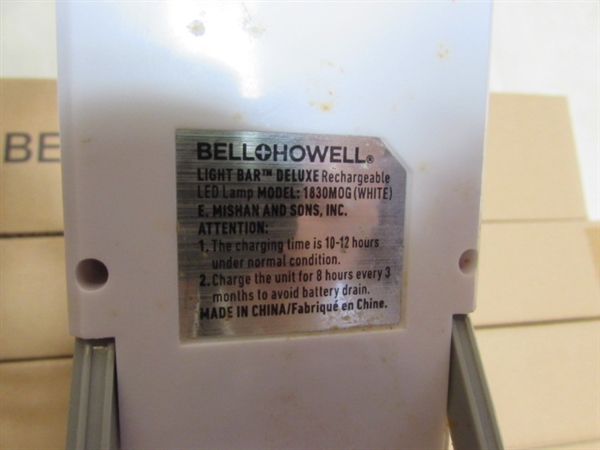 BE
BELL+HOWELL®
LIGHT BAR™ DELUXE Rechargeable
LED Lamp MODEL: 1830MOG (WHITE)
E. MISHAN AND SONS, INC.
ATTENTION:
1. The charging time is 10-12 hours
under normal condition.
2. Charge the unit for 8 hours every 3
months to avoid battery drain.
MADE IN CHINA/Fabriqué en Chine.